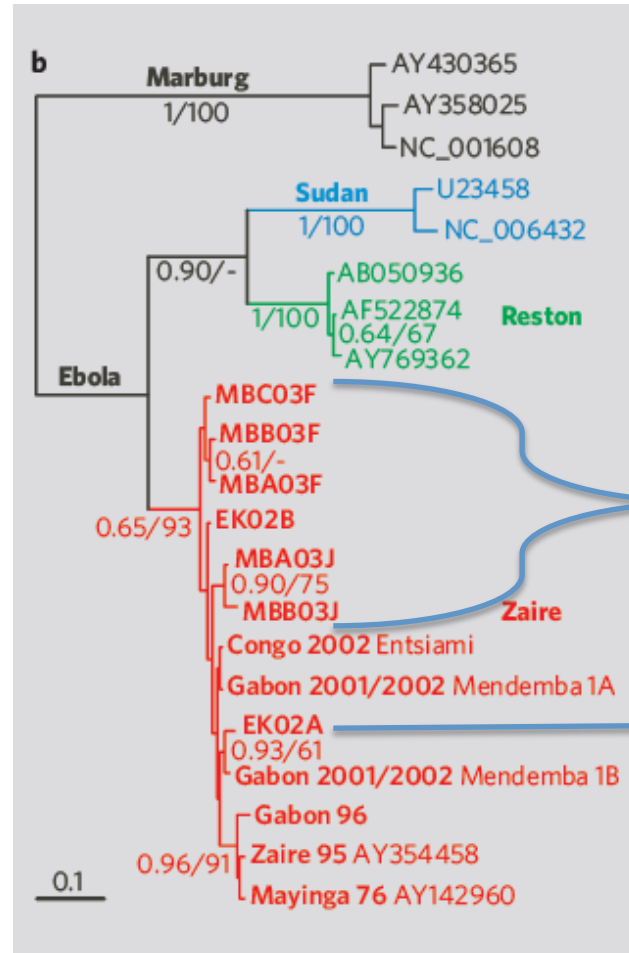 b
Marburg
1/100
AY430365
AY358025
NC_001608
Sudan
1/100
U23458
NC_006432
0.90/-
AB050936
1/100
AF522874
0.64/67
AY769362
Reston
Ebola
MBC03F
MBB03F
0.61/-
MBA03F
0.65/93
EK02B
MBA03J
0.90/75
MBB03J
Zaire
Congo 2002 Entsiami
Gabon 2001/2002 Mendemba 1A
EK02A
0.93/61
Gabon 2001/2002 Mendemba 1B
Gabon 96
0.96/91
Zaire 95 AY354458
Mayinga 76 AY142960
0.1